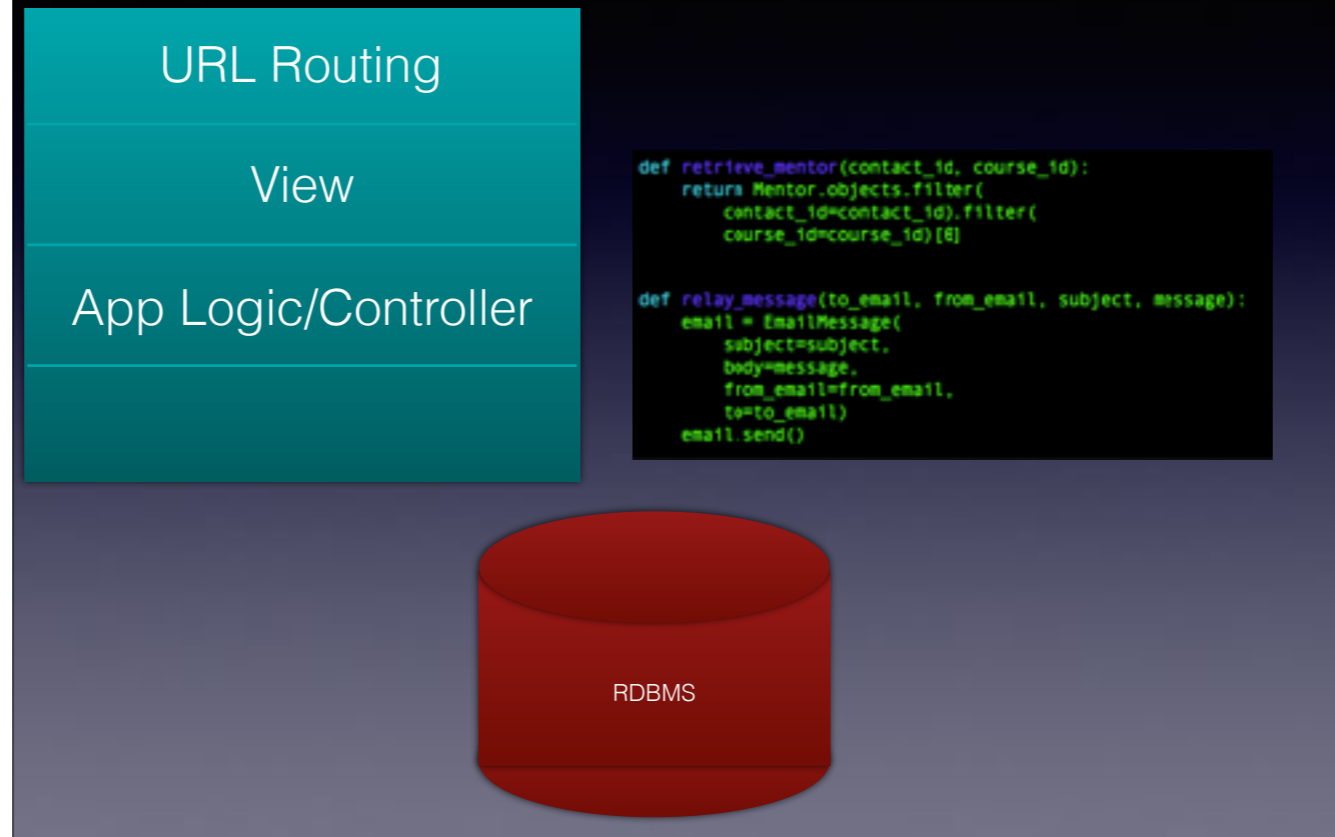 URL Routing
View
App Logic/Controller
def retrieve_mentor(contact_id, course_id):
    return Mentor.objects.filter(
        contact_id=contact_id).filter(
        course_id=course_id)[0]
def relay_message(to_email, from_email, subject, message):
    email = EmailMessage(
        subject=subject,
        body=message,
        from_email=from_email,
        to=to_email)
    email.send()
RDBMS